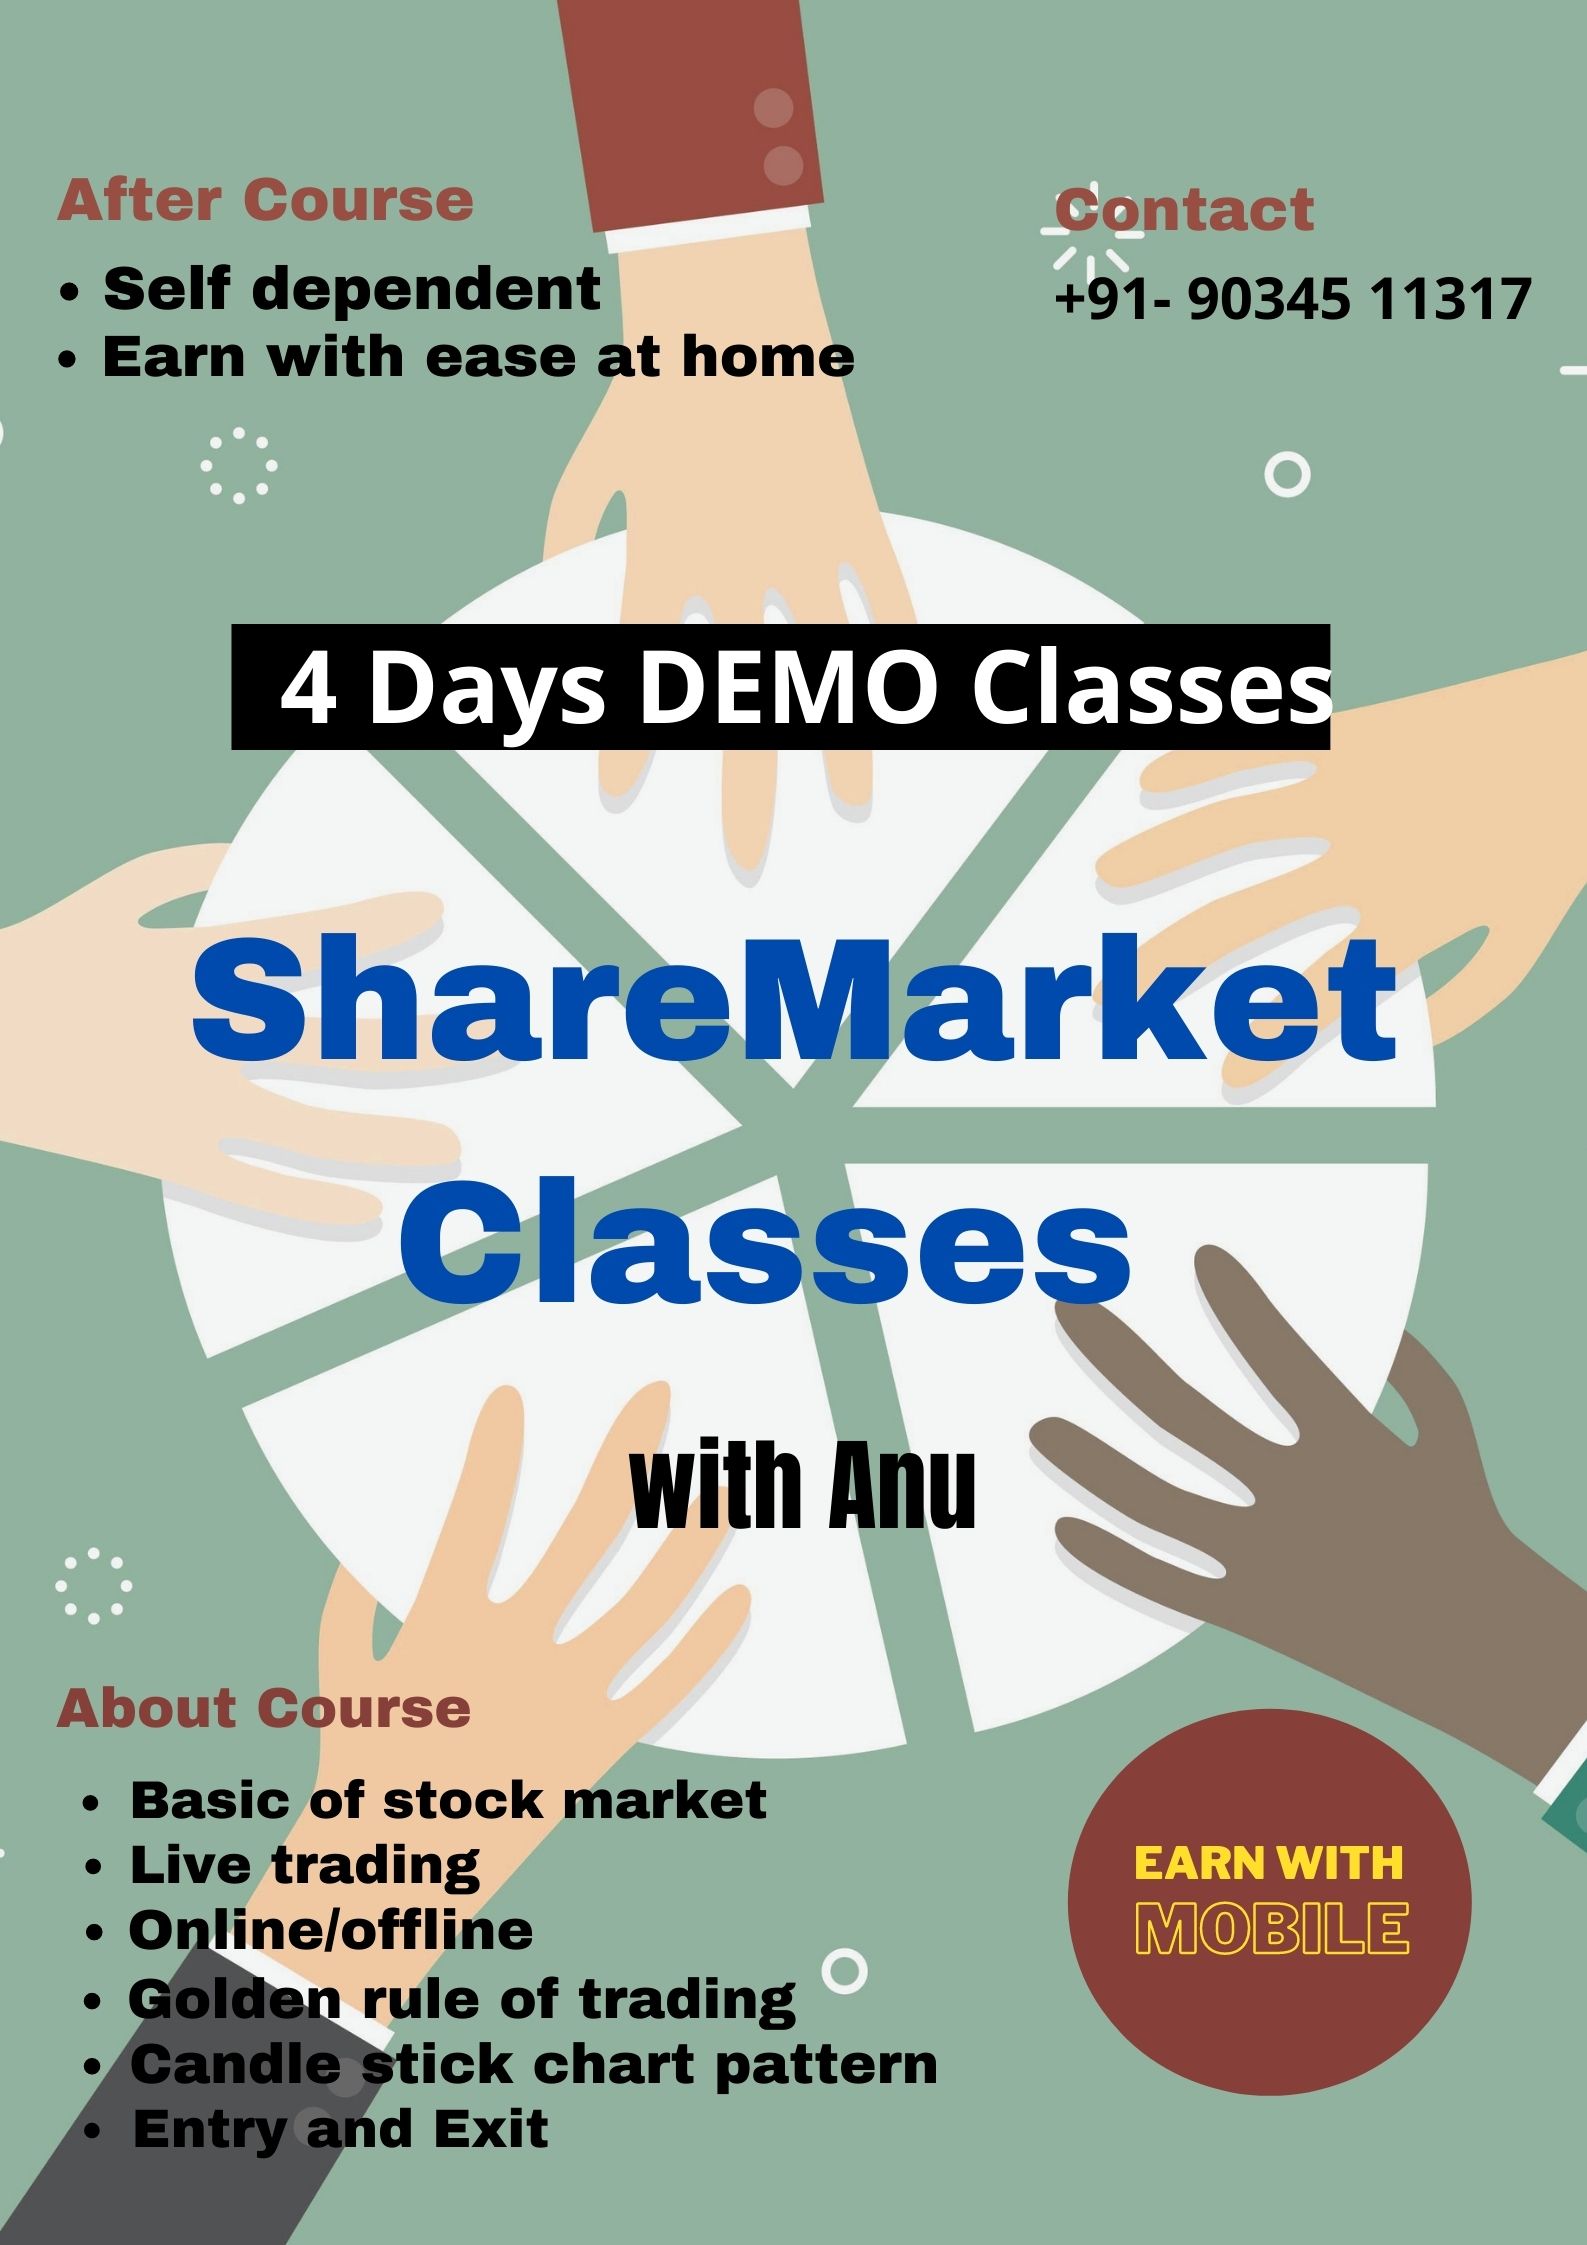 After Course
• Self dependent
• Earn with ease at home
Contact
+91- 90345 11317
4 Days DEMO Classes
ShareMarket
Classes
with Anu
About Course
• Basic of stock market
• Live trading
• Online/offline
• Golden rule of trading
• Candle stick chart pattern
• Entry and Exit
EARN WITH
MOBILE